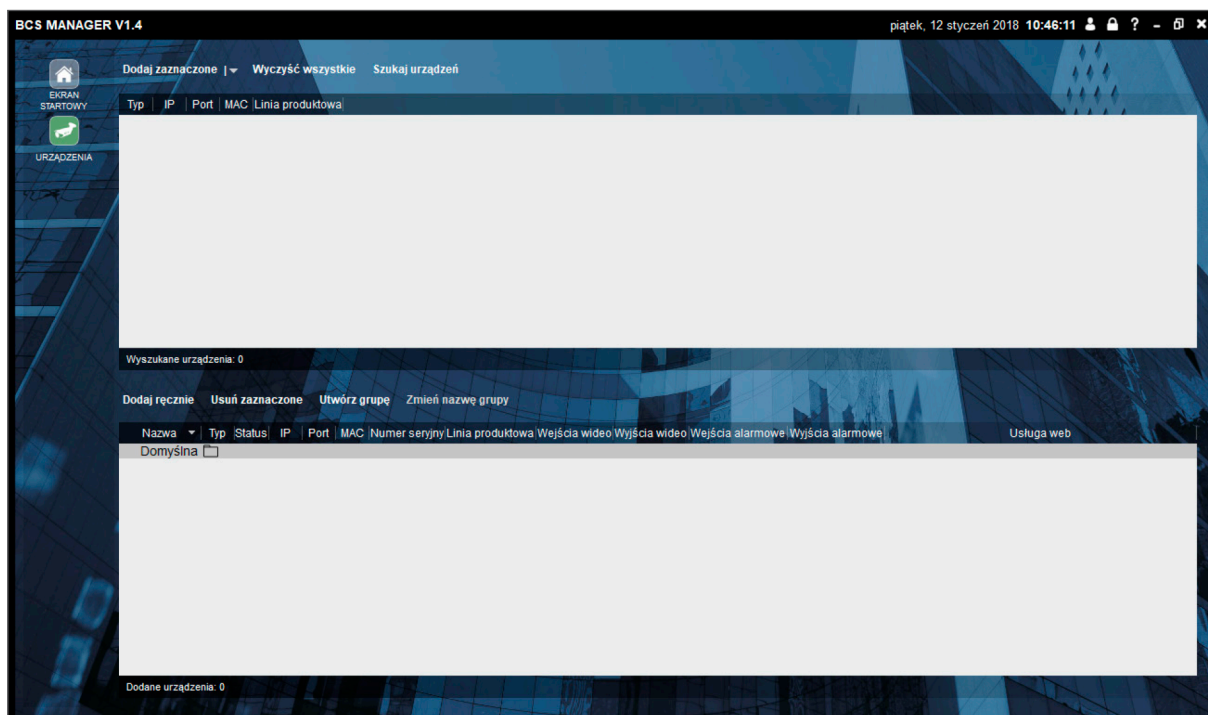 BCS MANAGER V1.4
piątek, 12 styczeń 2018 10:46:11 ?
EKRAN STARTOWY
URZĄDZENIA
Dodaj zaznaczone Wyczyść wszystkie Szukaj urządzeń
Typ IP Port MAC Linia produktowa
Wyszukane urządzenia: 0
Dodaj ręcznie Usuń zaznaczone Utwórz grupę Zmień nazwę grupy
Nazwa Typ Status IP Port MAC Numer seryjny Linia produktowa Wejścia wideo Wyjścia wideo Wejścia alarmowe Wyjścia alarmowe Usługa web
Domyślna
Dodane urządzenia: 0